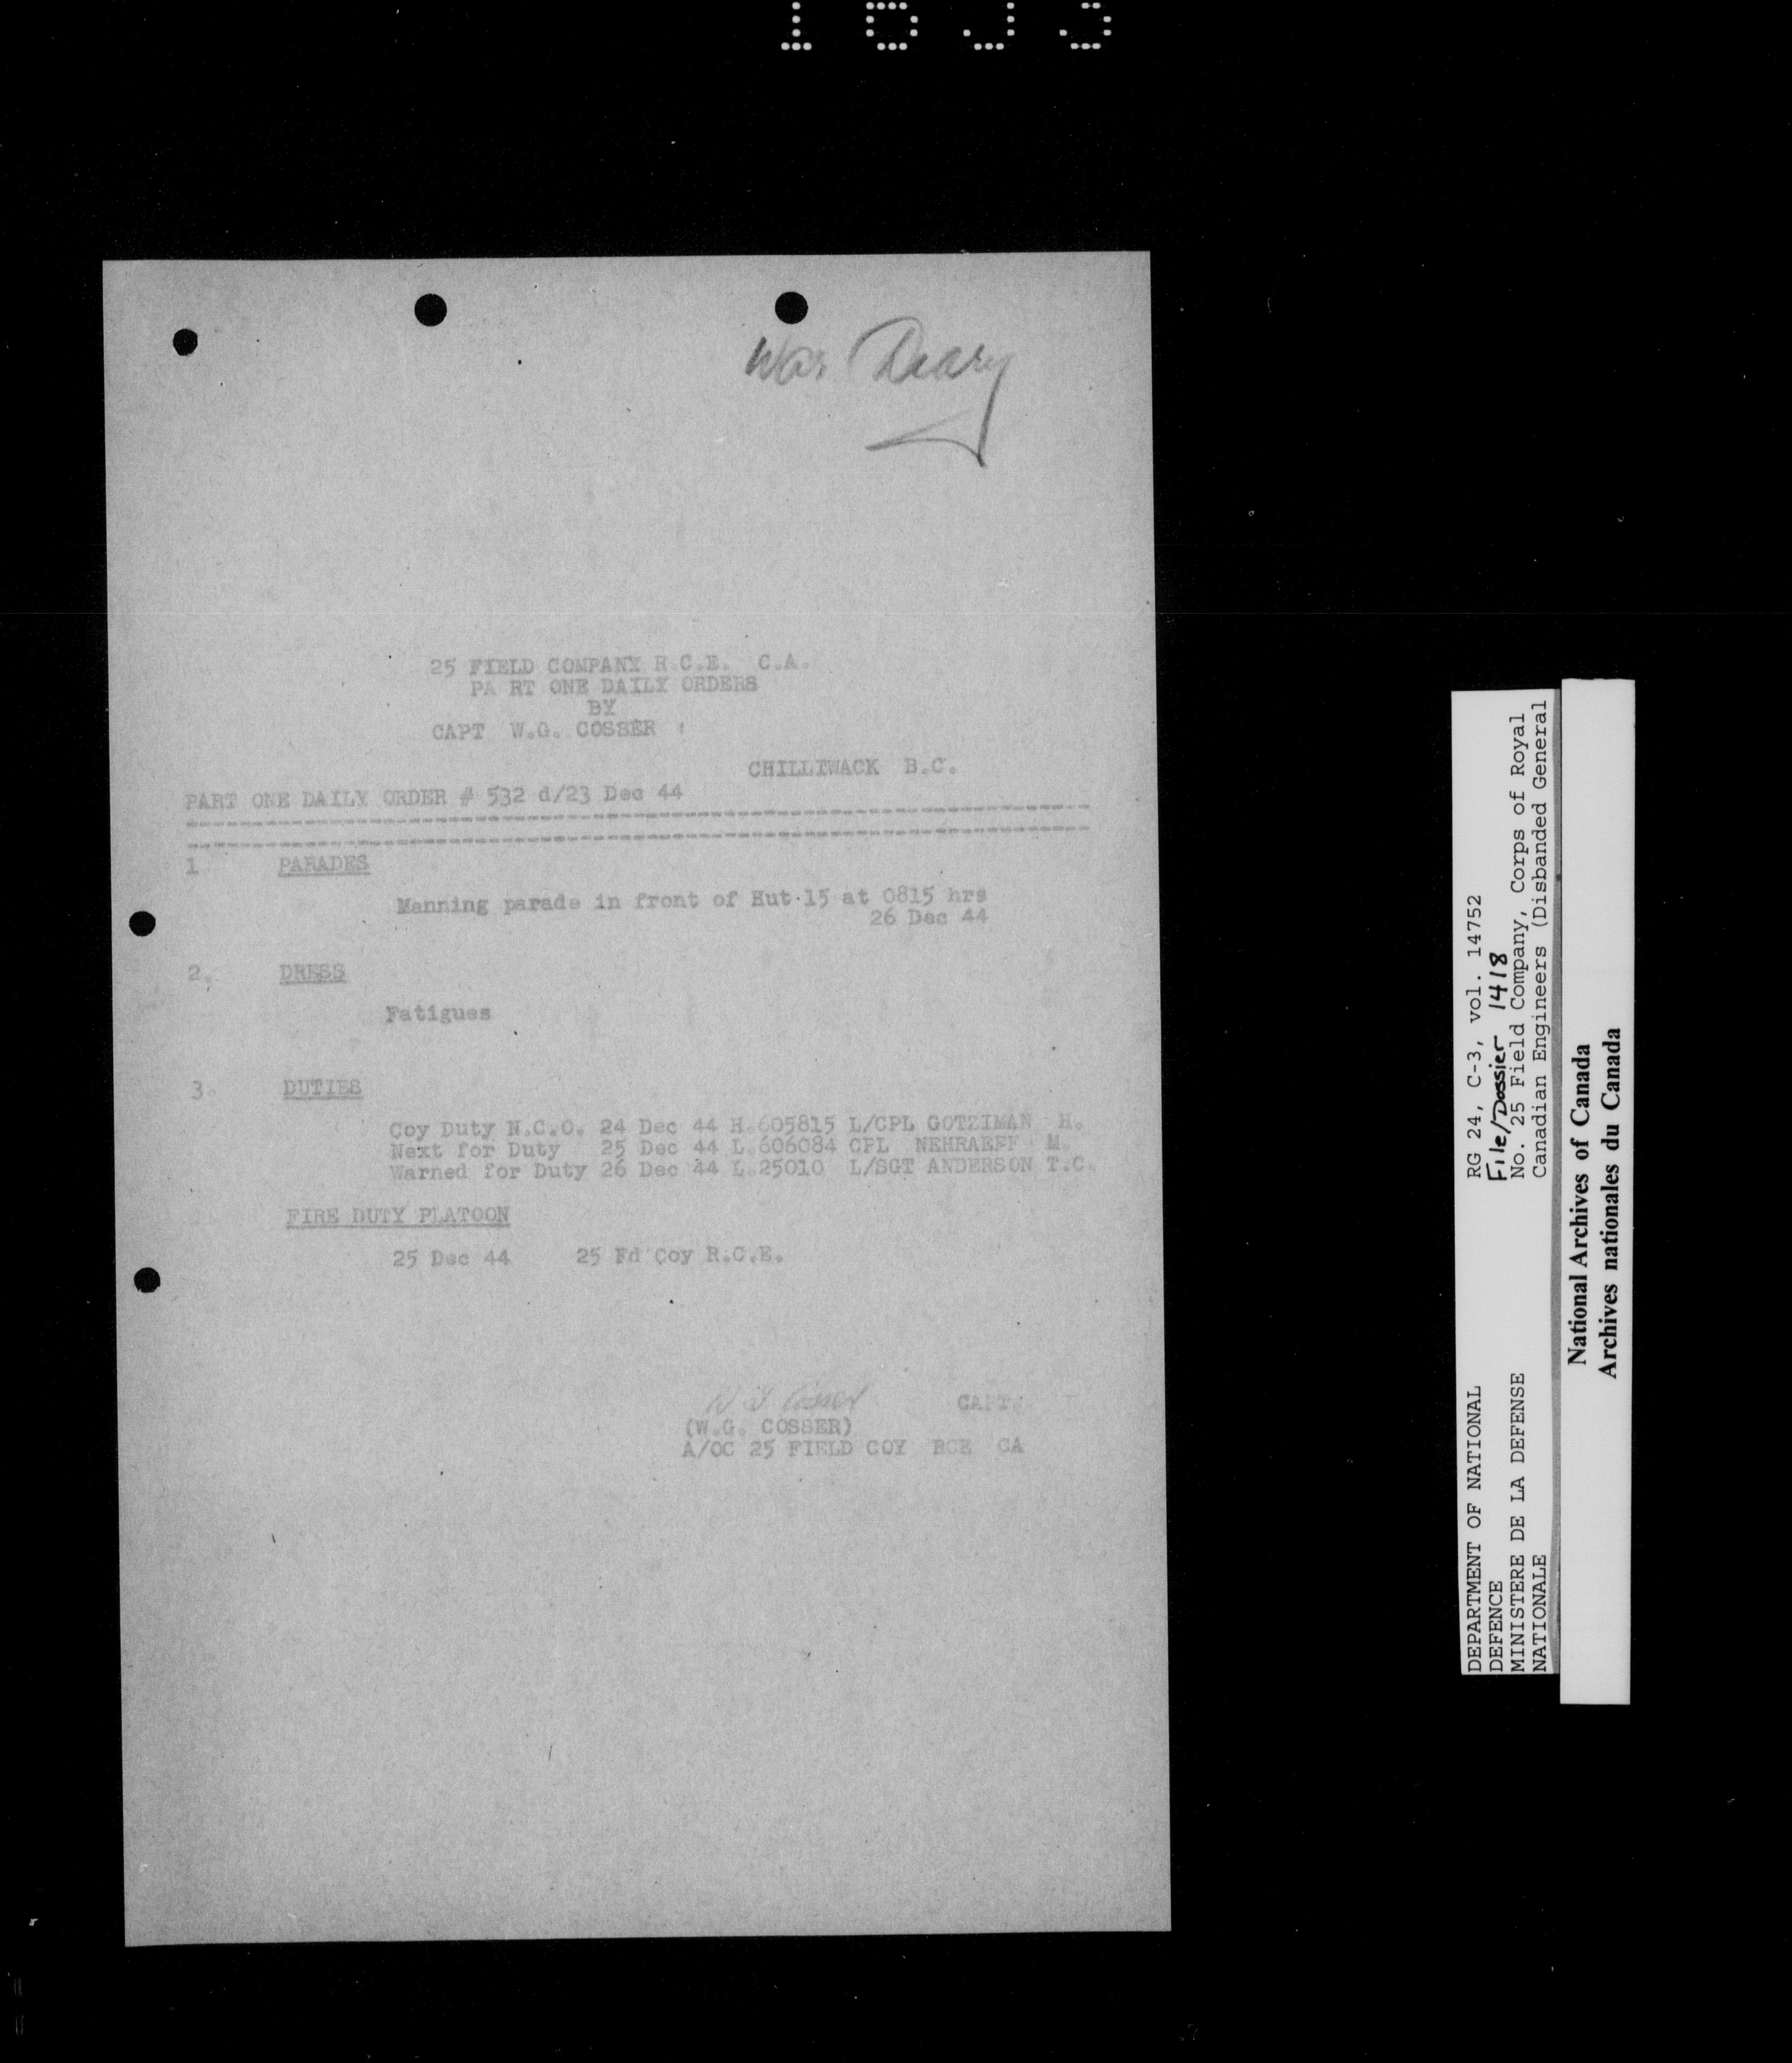 War Diary
25 FIELD COMPANY R.C.E. C.A.
PA RT ONE DAILY ORDERS
BY
CAPT W.G. COSSER
CHILLIWACK B.C.
PART ONE DAILY ORDER # 532 d/23 Dec 44
1 PARADES
Manning parade in front of Hut 15 at 0815 hrs
26 Dec 44
2. DRESS
Fatigues
3. DUTIES
Coy Duty N.C.O. 24 Dec 44 H.605815 L/CPL GOTZIMAN H.
Next for Duty 25 Dec 44 L.606084 CPL NEHRAEFF M.
Warned for Duty 26 Dec 44 L.25010 L/SGT ANDERSON T.C.
FIRE DUTY PLATOON
25 Dec 44 25 Fd Coy R.C.E.
W G Cosser CAPT.
(W.G. COSSER)
A/OC 25 FIELD COY RCE CA
DEPARTMENT OF NATIONAL
DEFENCE
MINISTERE DE LA DEFENSE
NATIONALE
RG 24, C-3, vol. 14752
File/Dossier 1418
No. 25 Field Company, Corps of Royal
Canadian Engineers (Disbanded General
National Archives of Canada
Archives nationales du Canada